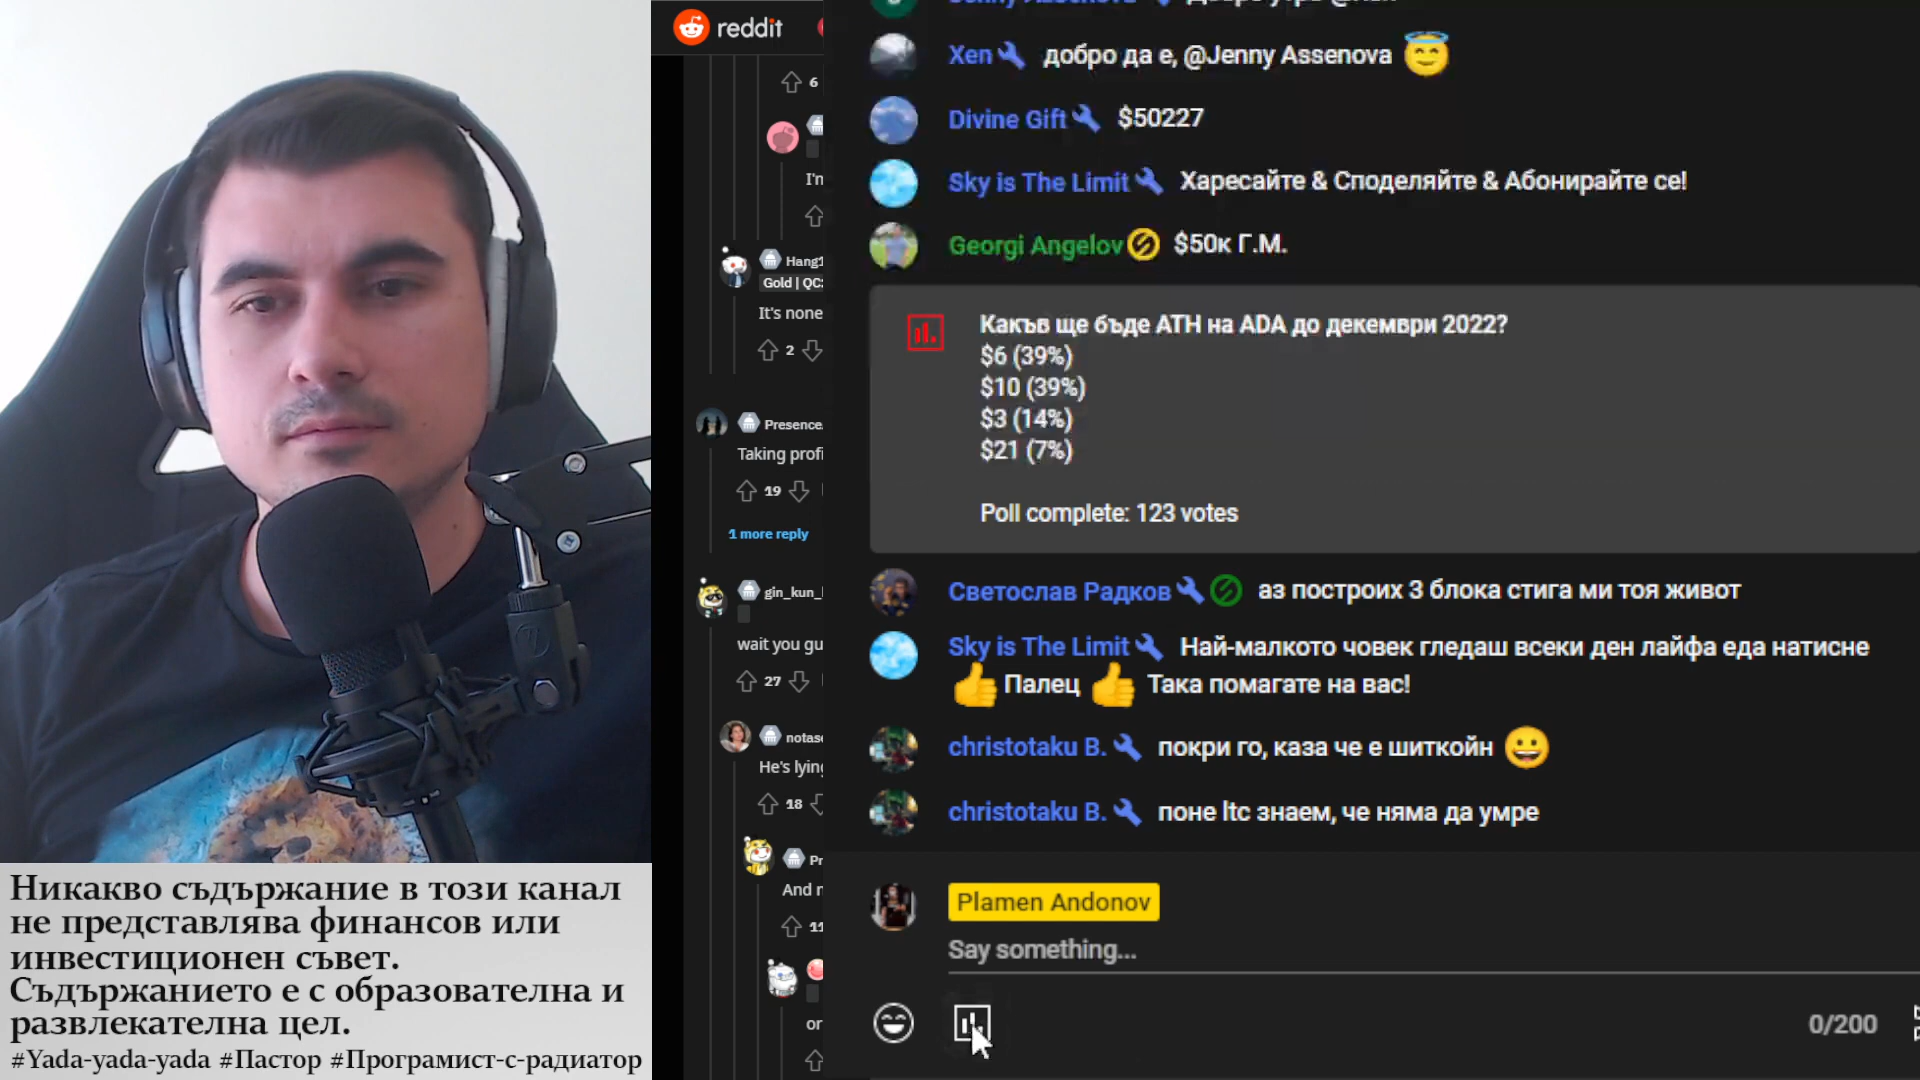 reddit
6
I'm
Hang1
Gold | QC:
It's none
2
Presence
Taking profi
19
1 more reply
gin_kun_
wait you gu
27
notas
He's lying
18
Pr
And n
11
or
Xen добро да е, @Jenny Assenova
Divine Gift $50227
Sky is The Limit Харесайте & Споделяйте & Абонирайте се!
Georgi Angelov $50к Г.М.
Какъв ще бъде ATH на ADA до декември 2022?
$6 (39%)
$10 (39%)
$3 (14%)
$21 (7%)
Poll complete: 123 votes
Светослав Радков аз построих 3 блока стига ми тоя живот
Sky is The Limit Най-малкото човек гледаш всеки ден лайфа еда натисне
Палец Така помагате на вас!
christotaku B. покри го, каза че е шиткойн
christotaku B. поне ltc знаем, че няма да умре
Plamen Andonov
Say something...
0/200
Никакво съдържание в този канал
не представлява финансов или
инвестиционен съвет.
Съдържанието е с образователна и
развлекателна цел.
#Yada-yada-yada #Пастор #Програмист-с-радиатор